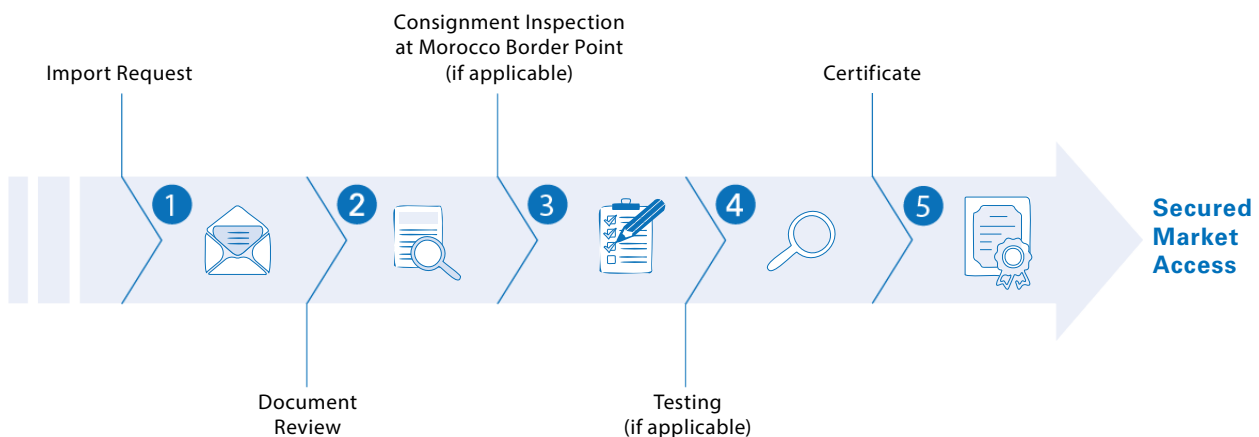 Consignment Inspection
at Morocco Border Point
(if applicable)
Import Request
Certificate
1
2
3
4
5
Secured
Market
Access
Document
Review
Testing
(if applicable)